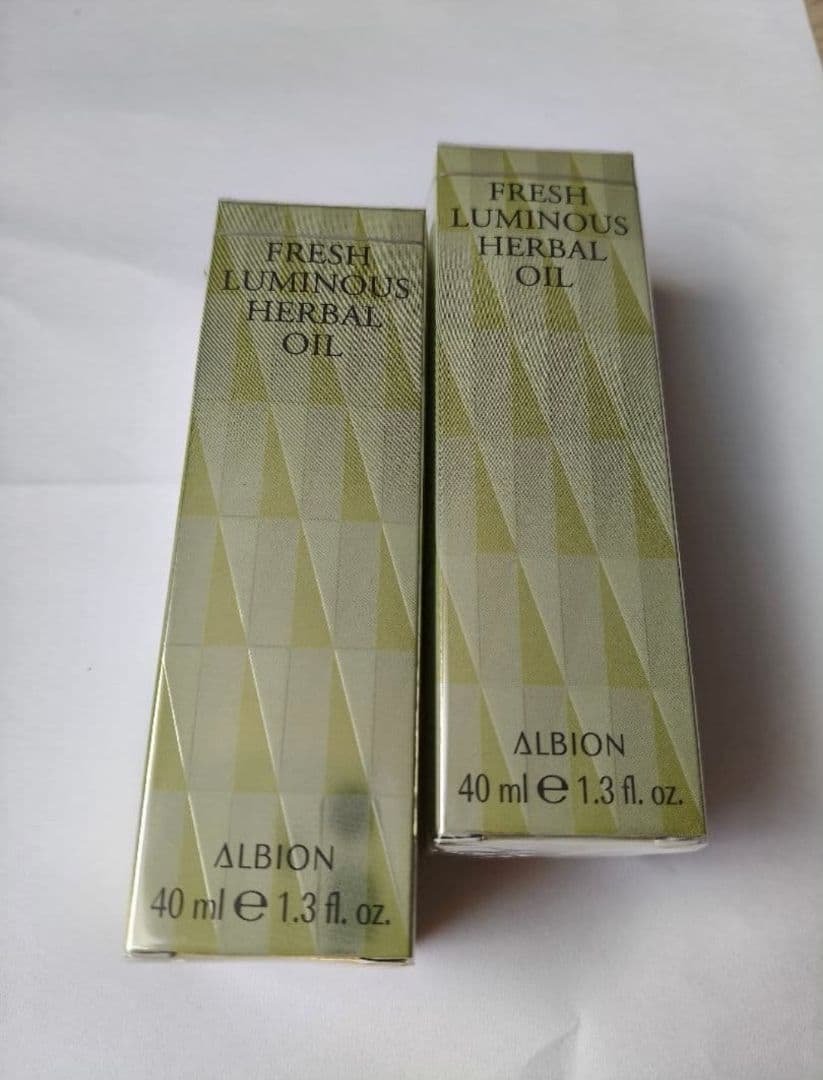 FRESH
LUMINOUS
HERBAL
OIL
ALBION
40 ml ℮ 1.3 fl. oz.
FRESH
LUMINOUS
HERBAL
OIL
ALBION
40 ml ℮ 1.3 fl. oz.